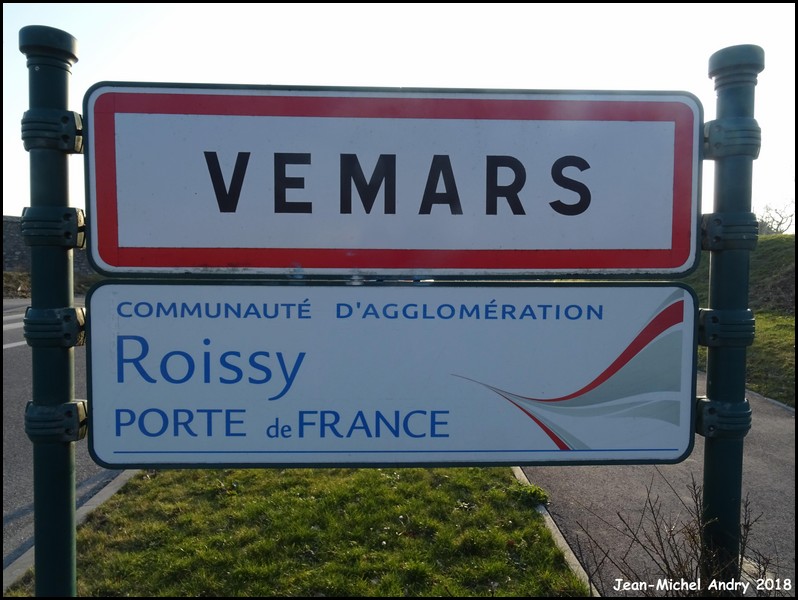 VEMARS
COMMUNAUTÉ D'AGGLOMÉRATION
Roissy
PORTE de FRANCE
Jean-Michel Andry 2018